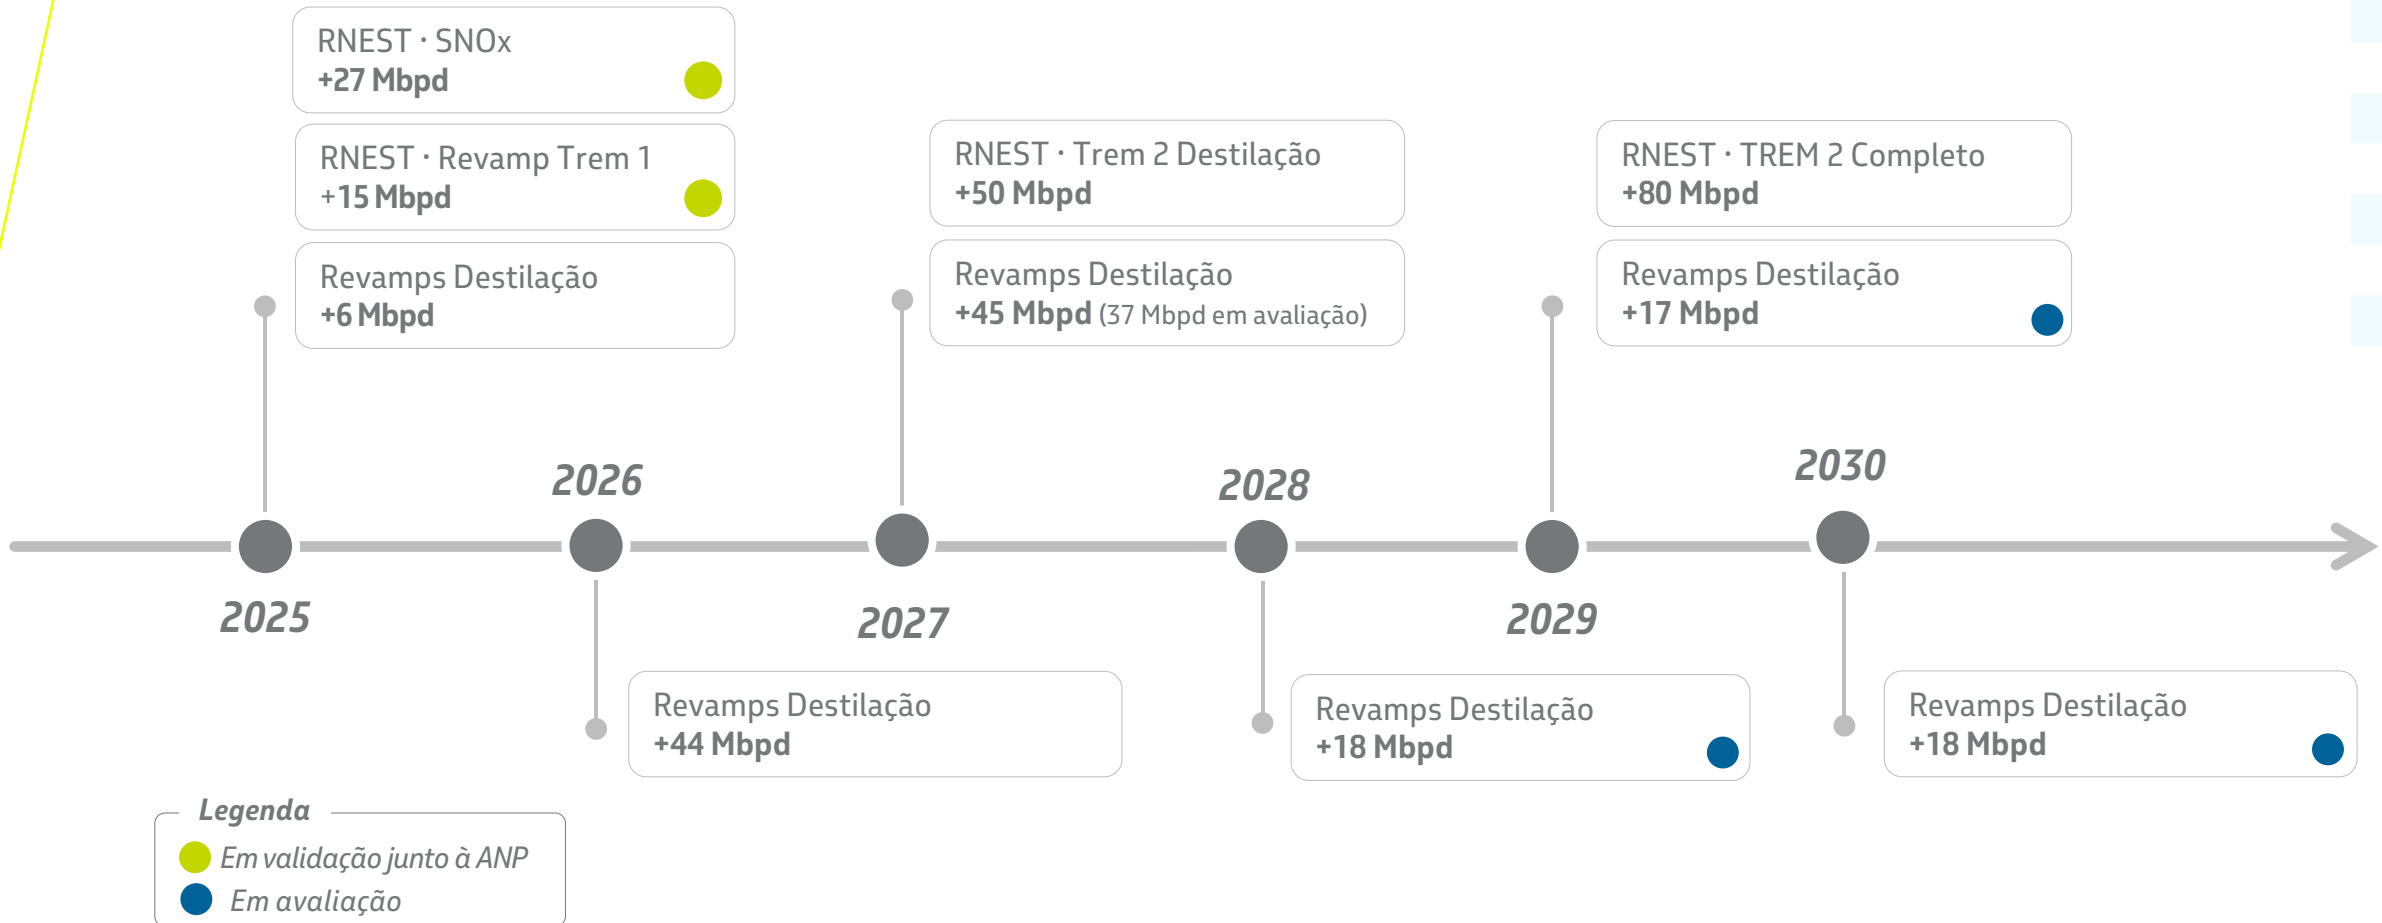 RNEST · SNOx
+27 Mbpd
RNEST · Revamp Trem 1
+15 Mbpd
Revamps Destilação
+6 Mbpd
2025
2026
Revamps Destilação
+44 Mbpd
RNEST · Trem 2 Destilação
+50 Mbpd
Revamps Destilação
+45 Mbpd (37 Mbpd em avaliação)
2027
2028
Revamps Destilação
+18 Mbpd
RNEST · TREM 2 Completo
+80 Mbpd
Revamps Destilação
+17 Mbpd
2029
2030
Revamps Destilação
+18 Mbpd
Legenda
Em validação junto à ANP
Em avaliação